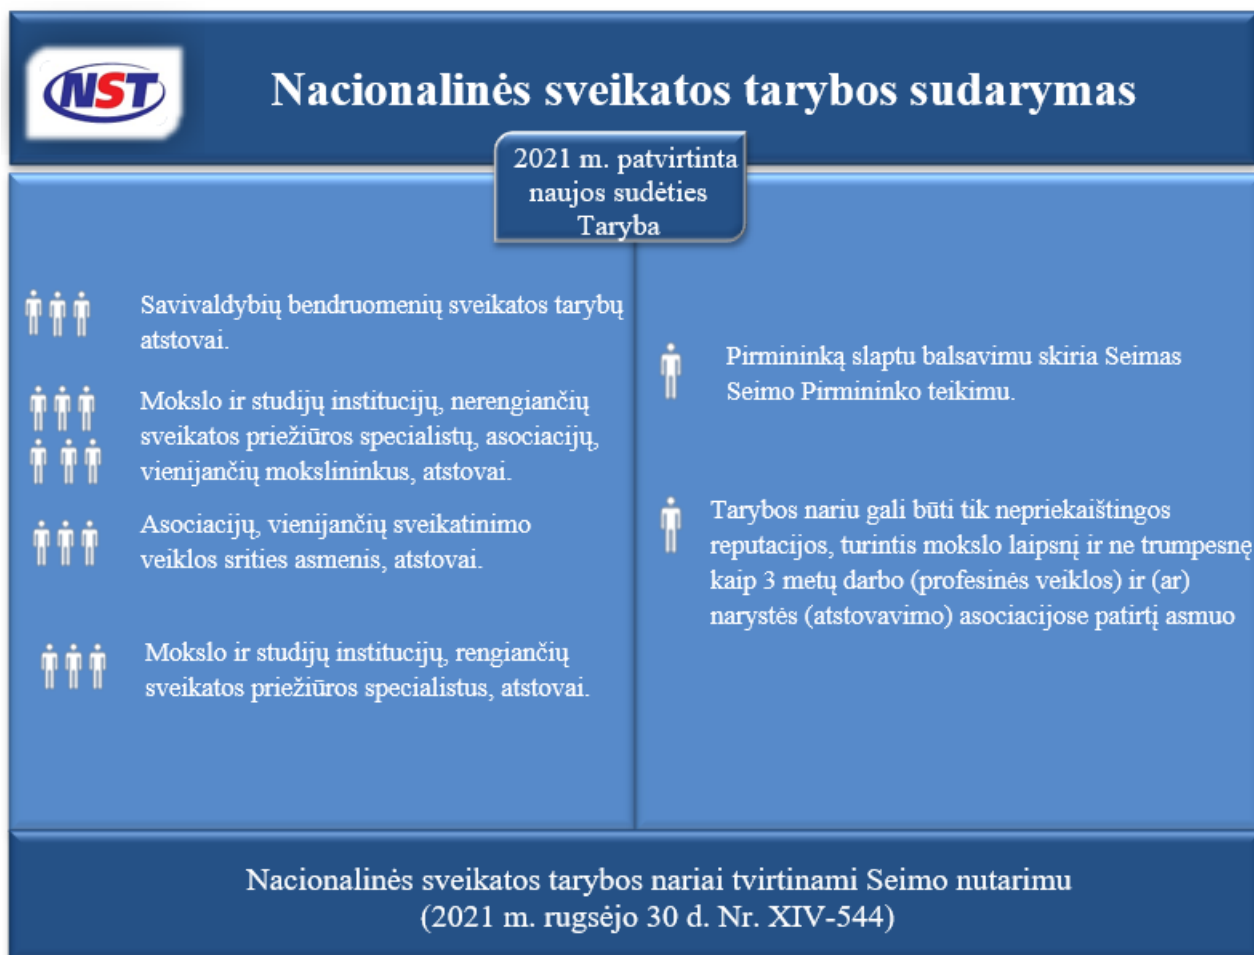 NST
Nacionalinės sveikatos tarybos sudarymas
2021 m. patvirtinta
naujos sudėties
Taryba
Savivaldybių bendruomenių sveikatos tarybų
atstovai.
Mokslo ir studijų institucijų, nerengiančių
sveikatos priežiūros specialistų, asociacijų,
vienijančių mokslininkus, atstovai.
Asociacijų, vienijančių sveikatinimo
veiklos srities asmenis, atstovai.
Mokslo ir studijų institucijų, rengiančių
sveikatos priežiūros specialistus, atstovai.
Pirmininką slaptu balsavimu skiria Seimas
Seimo Pirmininko teikimu.
Tarybos nariu gali būti tik nepriekaištingos
reputacijos, turintis mokslo laipsnį ir ne trumpesnę
kaip 3 metų darbo (profesinės veiklos) ir (ar)
narystės (atstovavimo) asociacijose patirtį asmuo
Nacionalinės sveikatos tarybos nariai tvirtinami Seimo nutarimu
(2021 m. rugsėjo 30 d. Nr. XIV-544)